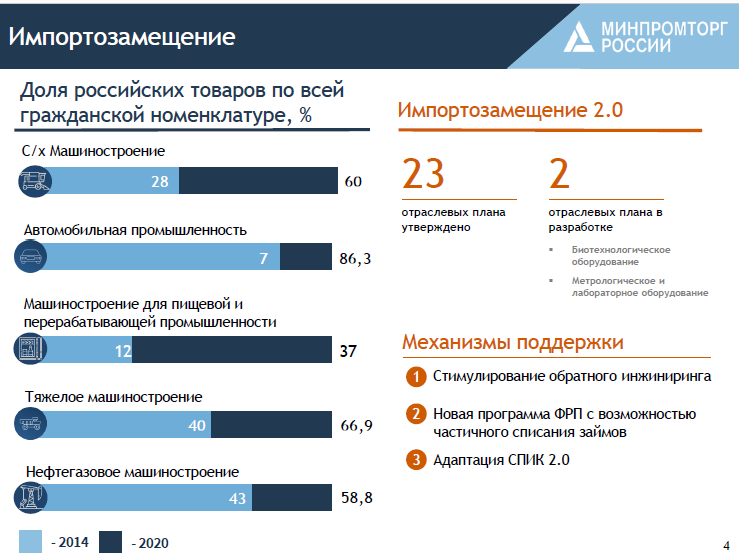 Импортозамещение
МИНПРОМТОРГ
РОССИИ
Доля российских товаров по всей
гражданской номенклатуре, %
С/х Машиностроение
28
60
Автомобильная промышленность
7
86,3
Машиностроение для пищевой и
перерабатывающей промышленности
12
37
Тяжелое машиностроение
40
66,9
Нефтегазовое машиностроение
43
58,8
- 2014
- 2020
Импортозамещение 2.0
23
отраслевых плана
утверждено
2
отраслевых плана в
разработке
▪ Биотехнологическое
оборудование
▪ Метрологическое и
лабораторное оборудование
Механизмы поддержки
1 Стимулирование обратного инжиниринга
2 Новая программа ФРП с возможностью
частичного списания займов
3 Адаптация СПИК 2.0
4